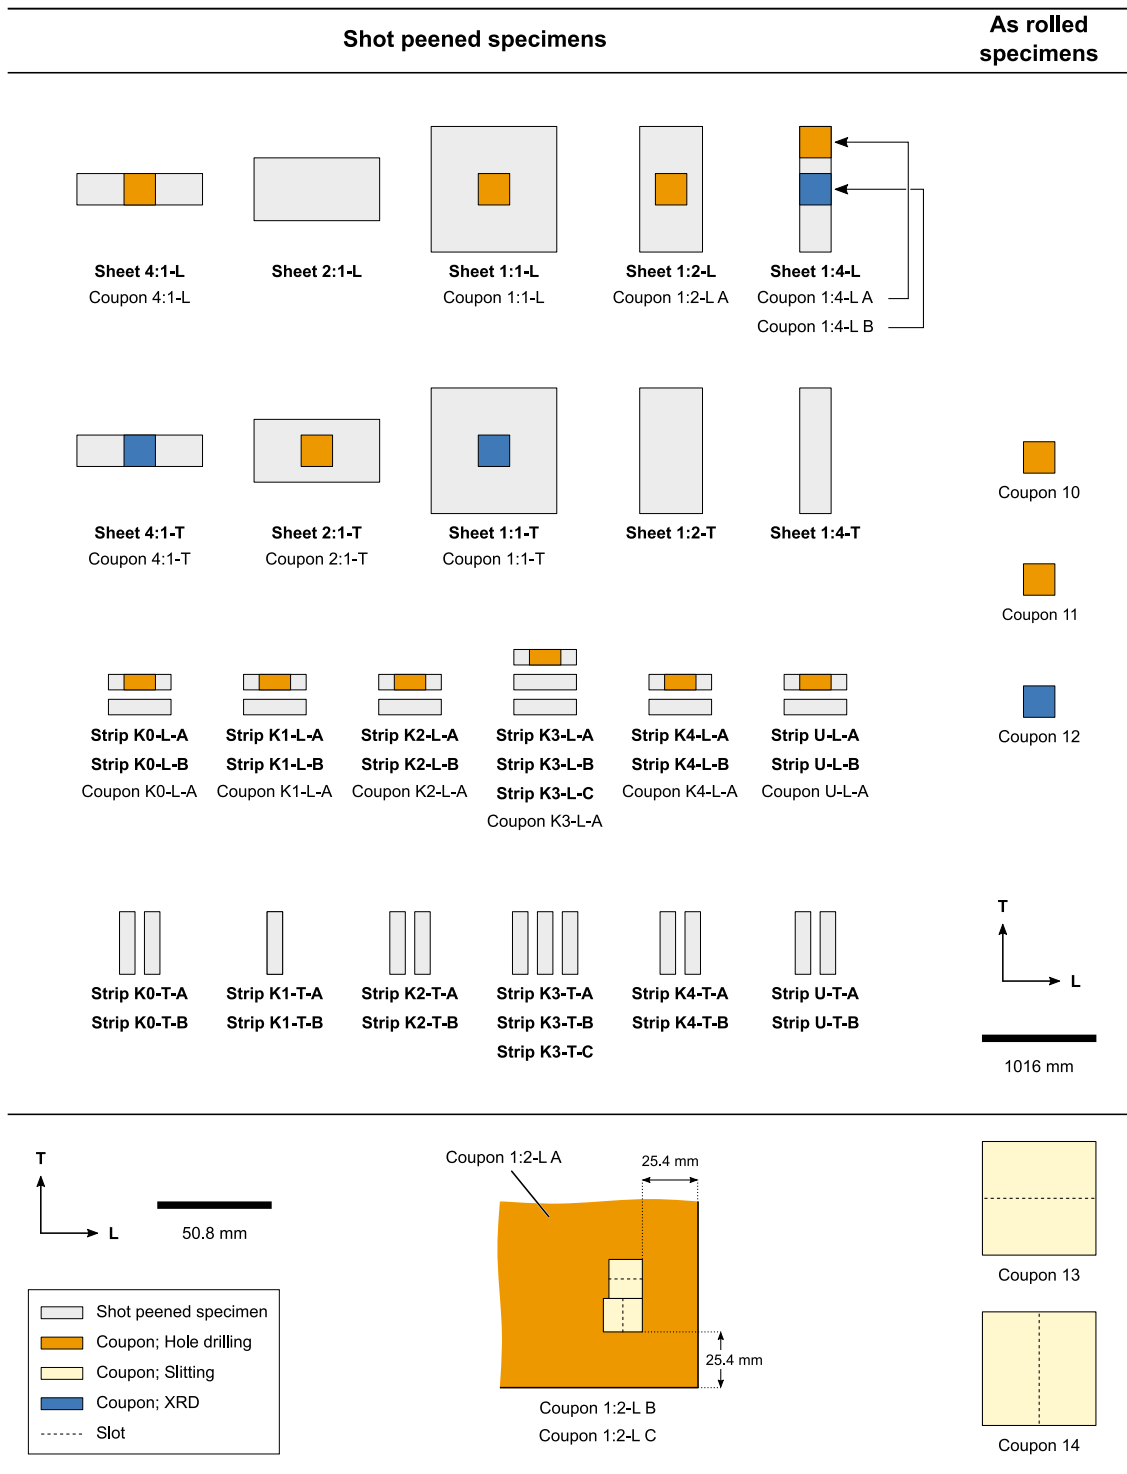 Shot peened specimens
As rolled
specimens
Sheet 4:1-L
Coupon 4:1-L
Sheet 2:1-L
Sheet 1:1-L
Coupon 1:1-L
Sheet 1:2-L
Coupon 1:2-L A
Sheet 1:4-L
Coupon 1:4-L A
Coupon 1:4-L B
Sheet 4:1-T
Coupon 4:1-T
Sheet 2:1-T
Coupon 2:1-T
Sheet 1:1-T
Coupon 1:1-T
Sheet 1:2-T
Sheet 1:4-T
Coupon 10
Coupon 11
Coupon 12
Strip K0-L-A
Strip K0-L-B
Coupon K0-L-A
Strip K1-L-A
Strip K1-L-B
Coupon K1-L-A
Strip K2-L-A
Strip K2-L-B
Coupon K2-L-A
Strip K3-L-A
Strip K3-L-B
Strip K3-L-C
Coupon K3-L-A
Strip K4-L-A
Strip K4-L-B
Coupon K4-L-A
Strip U-L-A
Strip U-L-B
Coupon U-L-A
Strip K0-T-A
Strip K0-T-B
Strip K1-T-A
Strip K1-T-B
Strip K2-T-A
Strip K2-T-B
Strip K3-T-A
Strip K3-T-B
Strip K3-T-C
Strip K4-T-A
Strip K4-T-B
Strip U-T-A
Strip U-T-B
T
L
1016 mm
T
L
50.8 mm
Shot peened specimen
Coupon; Hole drilling
Coupon; Slitting
Coupon; XRD
Slot
Coupon 1:2-L A
25.4 mm
25.4 mm
Coupon 1:2-L B
Coupon 1:2-L C
Coupon 13
Coupon 14